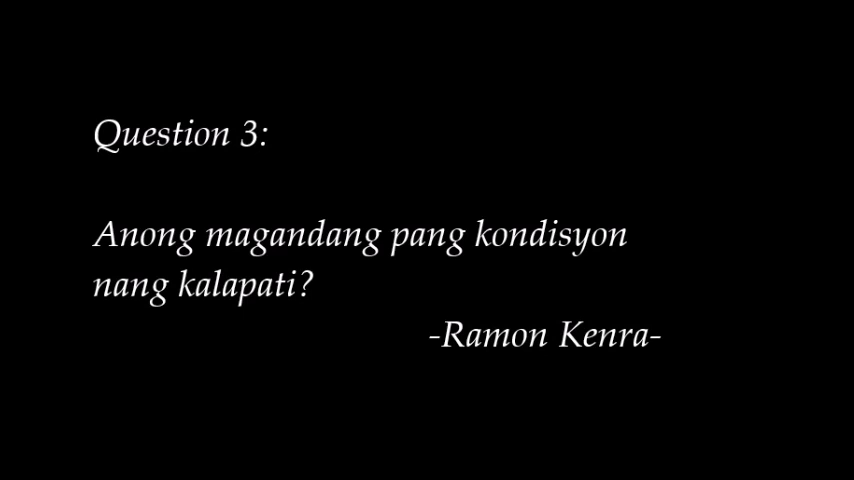 Question 3:
Anong magandang pang kondisyon
nang kalapati?
-Ramon Kenra-